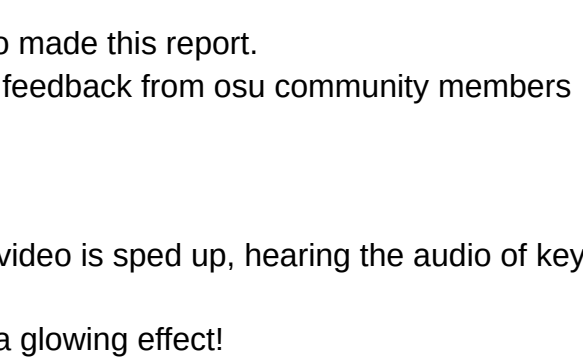 o made this report.
feedback from osu community members
video is sped up, hearing the audio of key
a glowing effect!